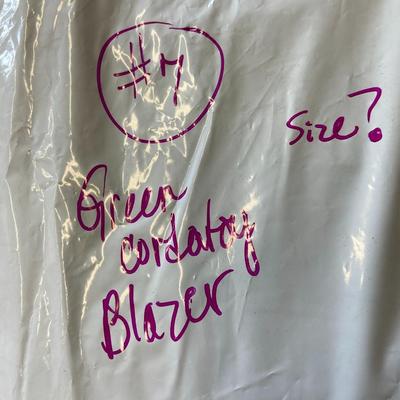 #7
Size?
Green
cordaroy
Blazer